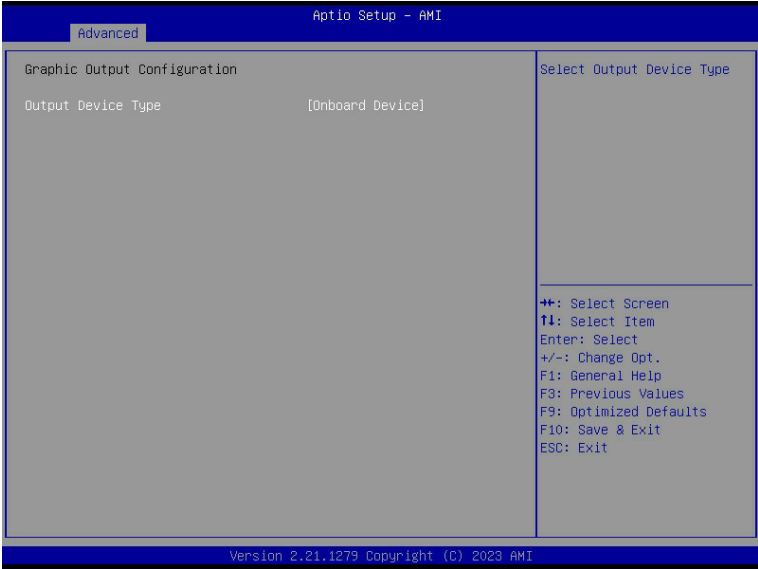 Aptio Setup – AMI
Advanced
Graphic Output Configuration
Output Device Type [Onboard Device]
Select Output Device Type
→←: Select Screen
↑↓: Select Item
Enter: Select
+/-: Change Opt.
F1: General Help
F3: Previous Values
F9: Optimized Defaults
F10: Save & Exit
ESC: Exit
Version 2.21.1279 Copyright (C) 2023 AMI